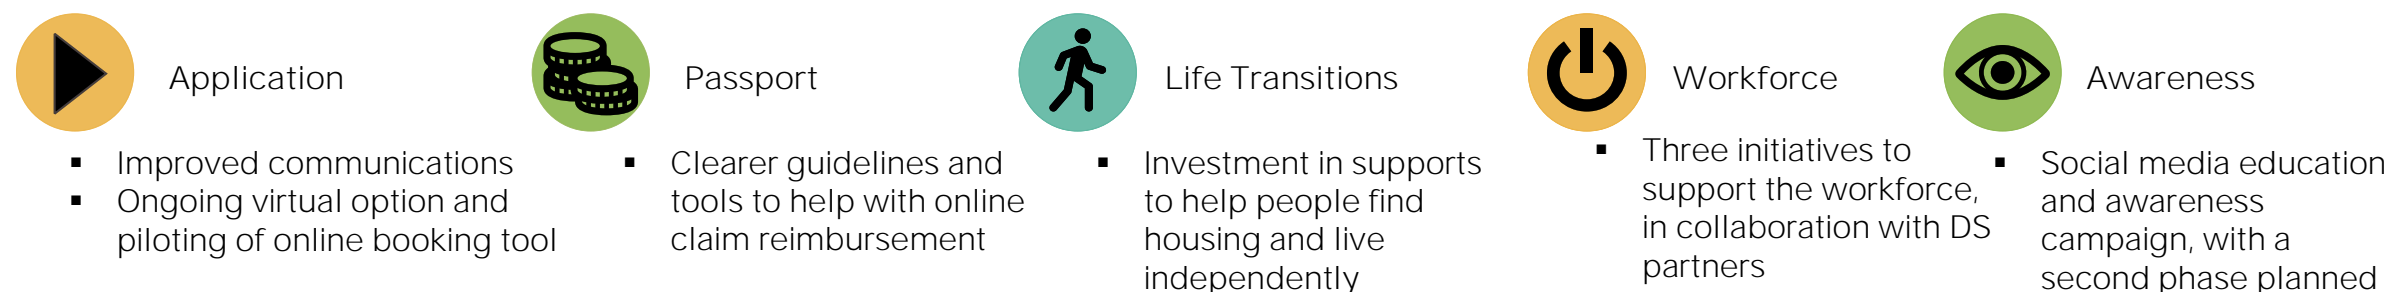 Application
▪ Improved communications
▪ Ongoing virtual option and
piloting of online booking tool
Passport
▪ Clearer guidelines and
tools to help with online
claim reimbursement
Life Transitions
▪ Investment in supports
to help people find
housing and live
independently
Workforce
▪ Three initiatives to
support the workforce,
in collaboration with DS
partners
Awareness
▪ Social media education
and awareness
campaign, with a
second phase planned